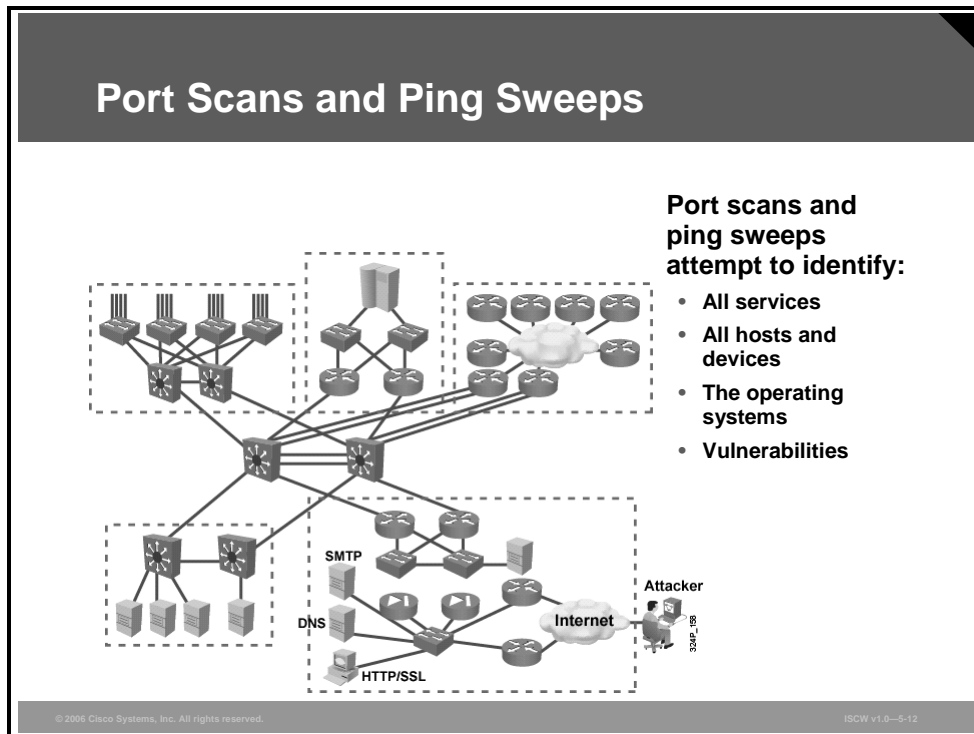 Port Scans and Ping Sweeps
Port scans and
ping sweeps
attempt to identify:
• All services
• All hosts and
devices
• The operating
systems
• Vulnerabilities
SMTP
DNS
HTTP/SSL
Internet
Attacker
324P_158
© 2006 Cisco Systems, Inc. All rights reserved.
ISCW v1.0—5-12